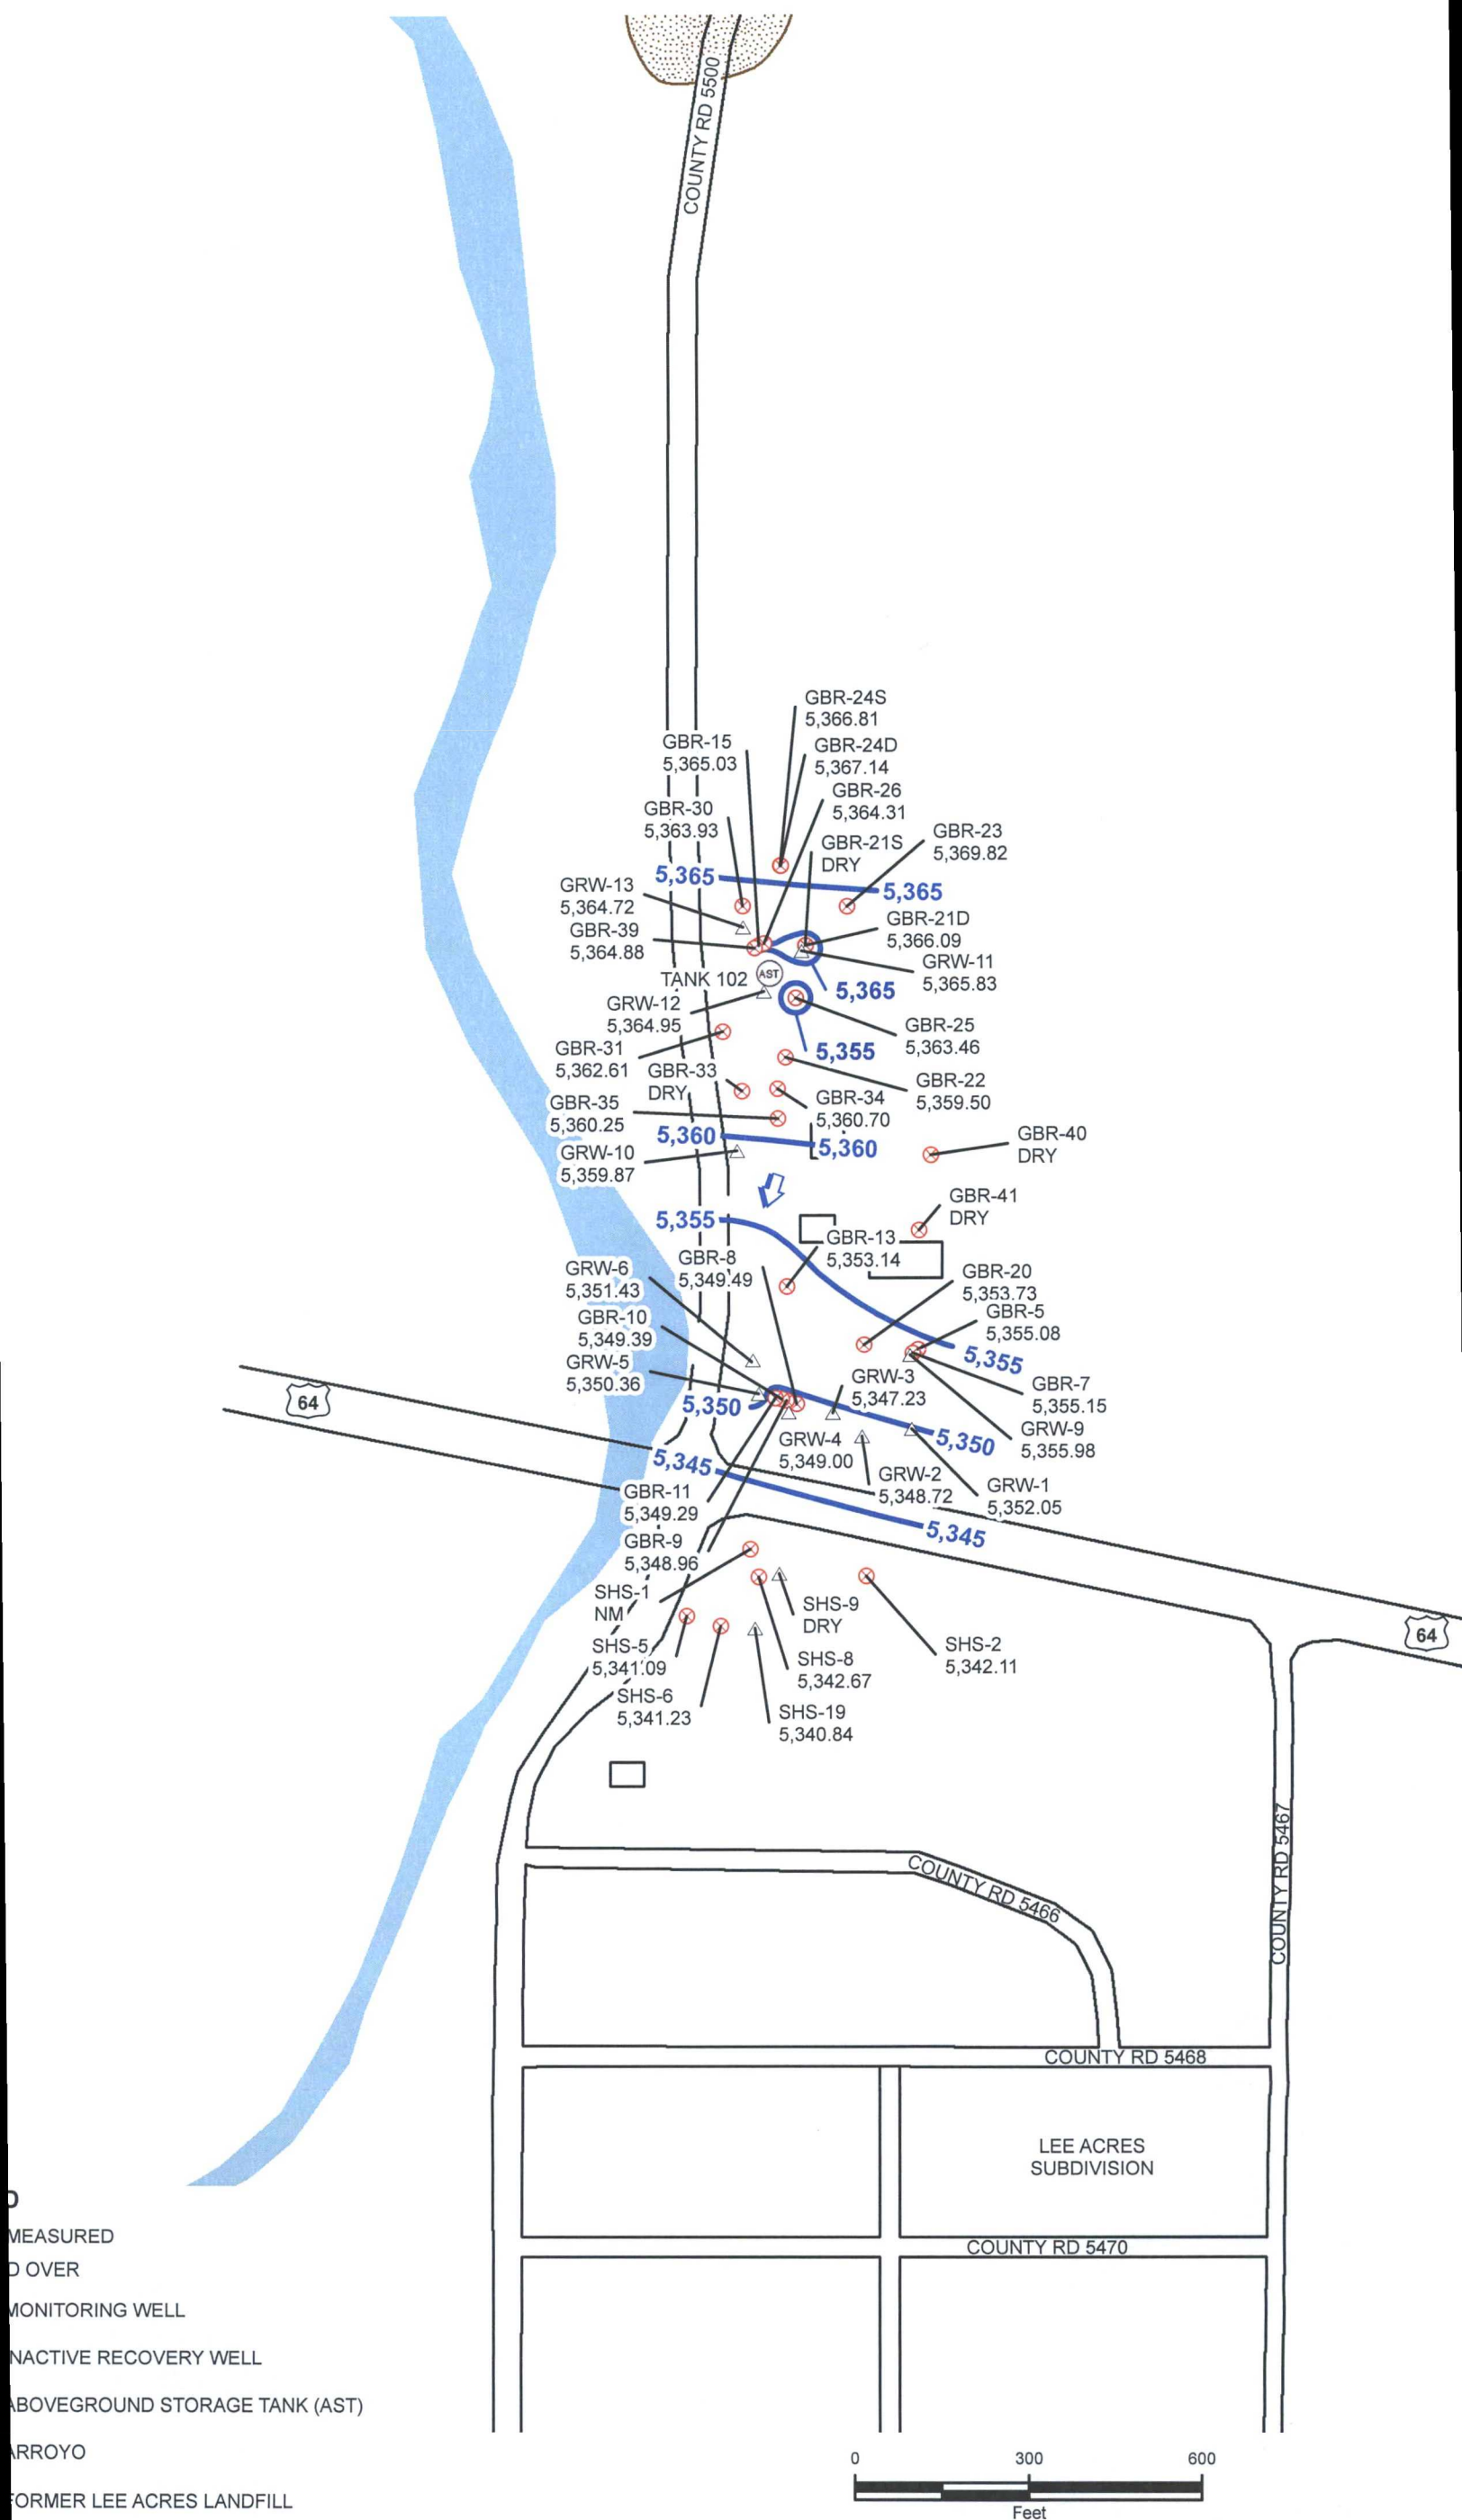 COUNTY RD 5500
GBR-24S
5,366.81
GBR-15
5,365.03
GBR-24D
5,367.14
GBR-26
5,364.31
GBR-30
5,363.93
GBR-23
5,369.82
GBR-21S
DRY
5,365
5,365
GRW-13
5,364.72
GBR-21D
5,366.09
GBR-39
5,364.88
GRW-11
5,365.83
TANK 102
AST
5,365
GRW-12
5,364.95
GBR-25
5,363.46
GBR-31
5,362.61
5,355
GBR-33
DRY
GBR-22
5,359.50
GBR-34
5,360.70
GBR-35
5,360.25
5,360
5,360
GBR-40
DRY
GRW-10
5,359.87
GBR-41
DRY
5,355
GBR-13
5,353.14
GBR-8
5,349.49
GRW-6
5,351.43
GBR-20
5,353.73
GBR-10
5,349.39
GBR-5
5,355.08
5,355
GRW-5
5,350.36
GRW-3
5,347.23
GBR-7
5,355.15
64
5,350
GRW-9
5,355.98
5,350
GRW-4
5,349.00
5,345
GRW-2
5,348.72
GRW-1
5,352.05
GBR-11
5,349.29
5,345
GBR-9
5,348.96
SHS-1
NM
SHS-9
DRY
64
SHS-5
5,341.09
SHS-2
5,342.11
SHS-8
5,342.67
SHS-6
5,341.23
SHS-19
5,340.84
COUNTY RD 5467
COUNTY RD 5466
COUNTY RD 5468
LEE ACRES
SUBDIVISION
COUNTY RD 5470
D
MEASURED
D OVER
MONITORING WELL
NACTIVE RECOVERY WELL
ABOVEGROUND STORAGE TANK (AST)
ARROYO
FORMER LEE ACRES LANDFILL
0 300 600
Feet